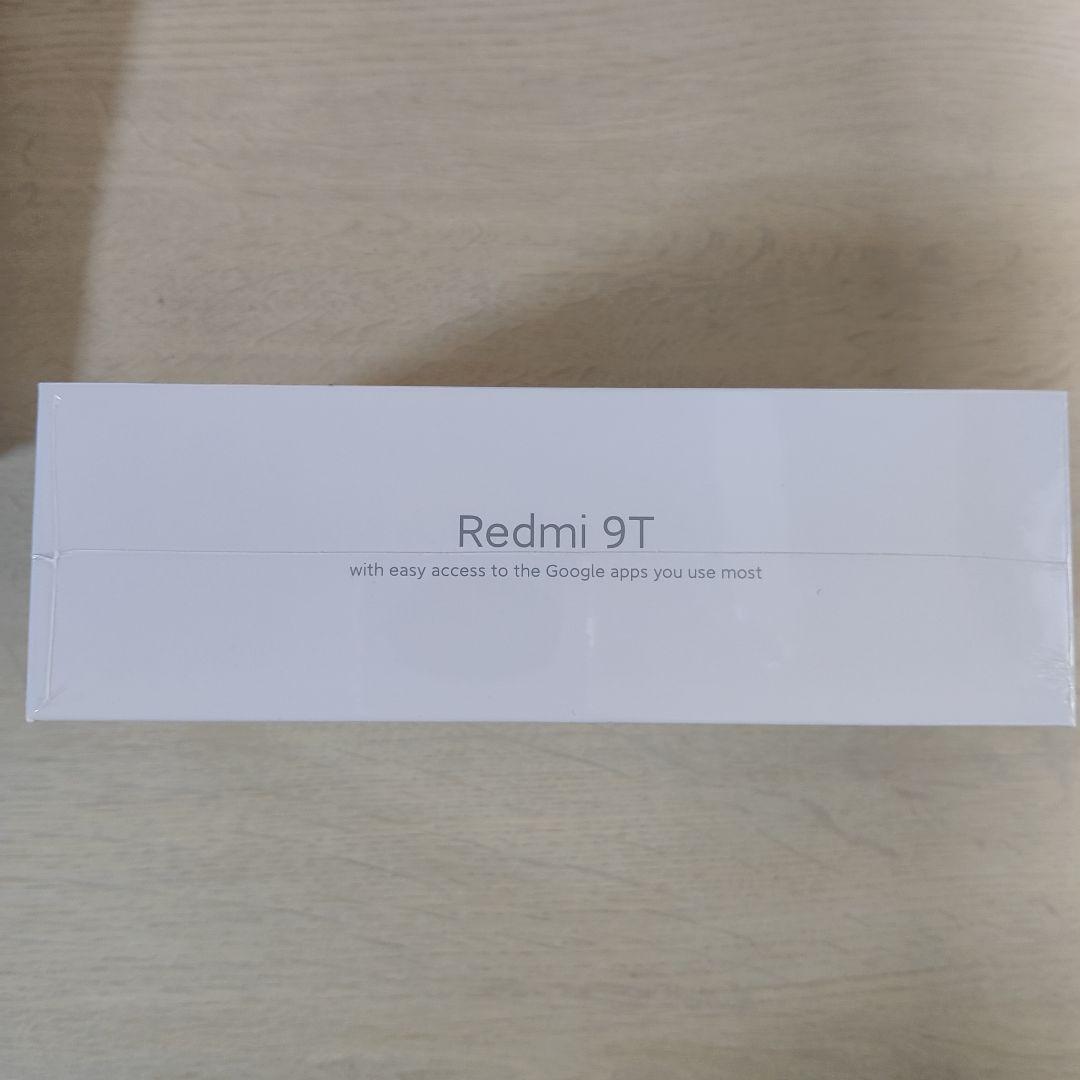 Redmi 9T
with easy access to the Google apps you use most